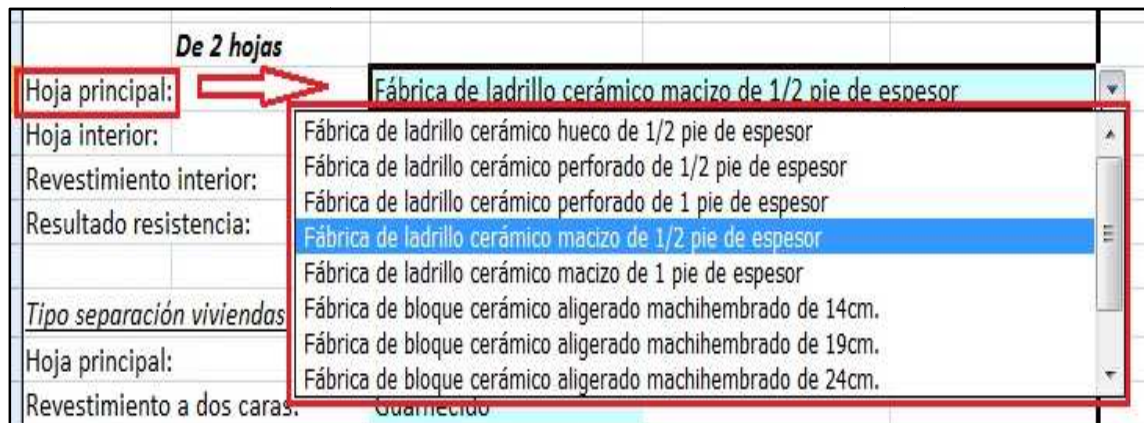 De 2 hojas
Hoja principal: Fábrica de ladrillo cerámico macizo de 1/2 pie de espesor
Hoja interior:
Revestimiento interior:
Resultado resistencia:
Fábrica de ladrillo cerámico hueco de 1/2 pie de espesor
Fábrica de ladrillo cerámico perforado de 1/2 pie de espesor
Fábrica de ladrillo cerámico perforado de 1 pie de espesor
Fábrica de ladrillo cerámico macizo de 1/2 pie de espesor
Fábrica de ladrillo cerámico macizo de 1 pie de espesor
Fábrica de bloque cerámico aligerado machihembrado de 14cm.
Fábrica de bloque cerámico aligerado machihembrado de 19cm.
Fábrica de bloque cerámico aligerado machihembrado de 24cm.
Tipo separación viviendas
Hoja principal:
Revestimiento a dos caras: Guarnecido